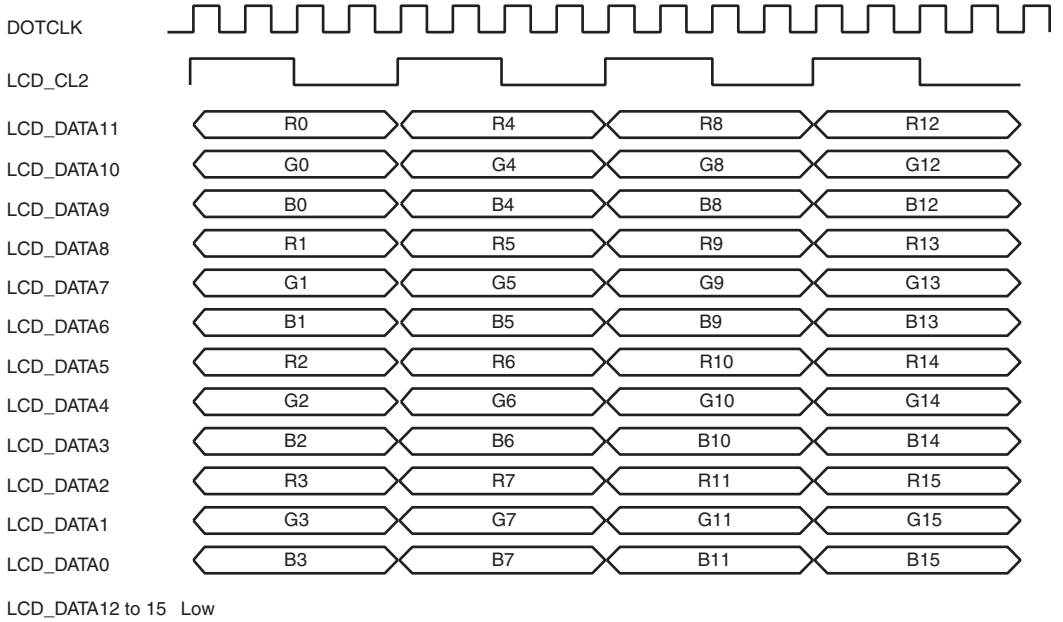 DOTCLK
LCD_CL2
LCD_DATA11 R0 R4 R8 R12
LCD_DATA10 G0 G4 G8 G12
LCD_DATA9 B0 B4 B8 B12
LCD_DATA8 R1 R5 R9 R13
LCD_DATA7 G1 G5 G9 G13
LCD_DATA6 B1 B5 B9 B13
LCD_DATA5 R2 R6 R10 R14
LCD_DATA4 G2 G6 G10 G14
LCD_DATA3 B2 B6 B10 B14
LCD_DATA2 R3 R7 R11 R15
LCD_DATA1 G3 G7 G11 G15
LCD_DATA0 B3 B7 B11 B15
LCD_DATA12 to 15 Low